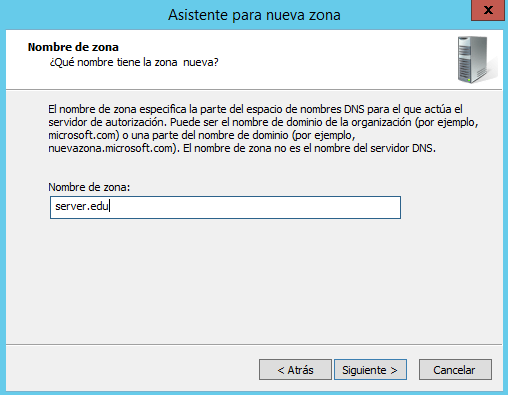 Asistente para nueva zona
x
Nombre de zona
¿Qué nombre tiene la zona nueva?
El nombre de zona especifica la parte del espacio de nombres DNS para el que actúa el
servidor de autorización. Puede ser el nombre de dominio de la organización (por ejemplo,
microsoft.com) o una parte del nombre de dominio (por ejemplo,
nuevazona.microsoft.com). El nombre de zona no es el nombre del servidor DNS.
Nombre de zona:
server.edu
< Atrás
Siguiente >
Cancelar